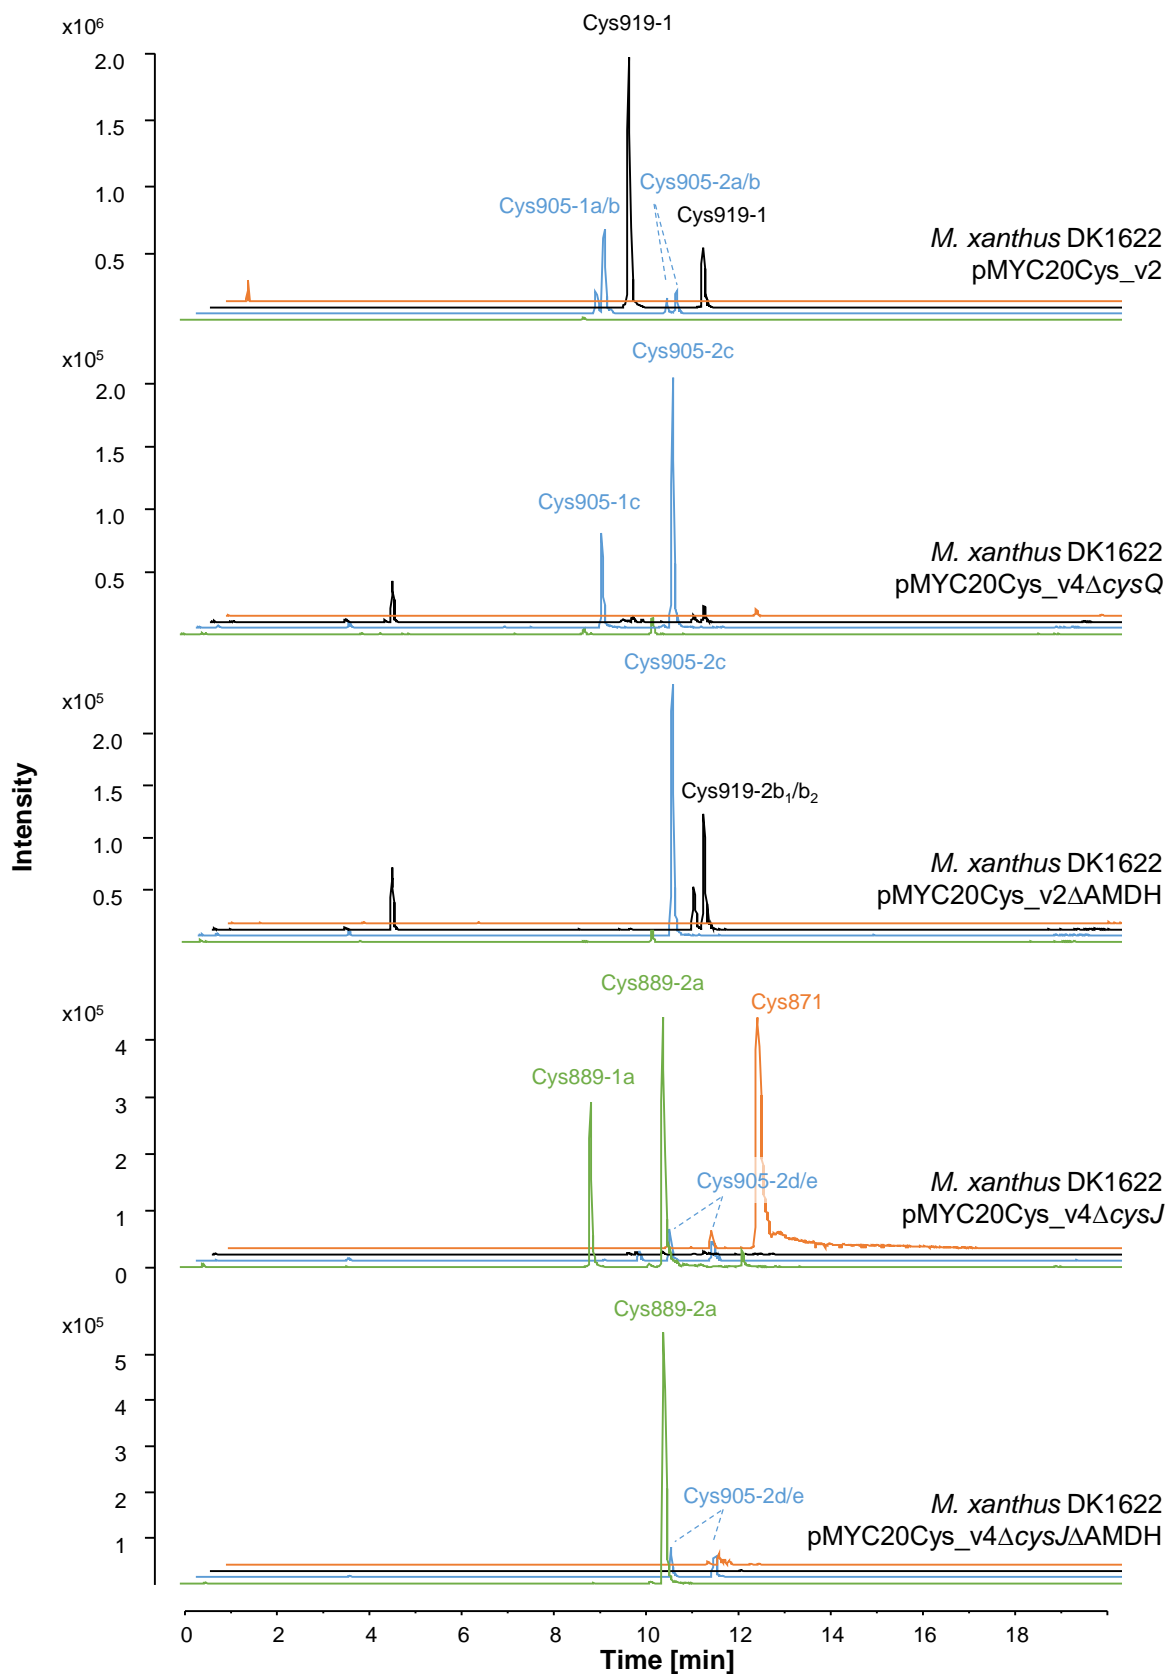 x10⁶
Cys919-1
2.0
1.5
Cys905-2a/b
Cys905-1a/b
1.0
Cys919-1
0.5
M. xanthus DK1622
pMYC20Cys_v2
x10⁵
Cys905-2c
2.0
1.5
Cys905-1c
1.0
M. xanthus DK1622
pMYC20Cys_v4ΔcysQ
0.5
Cys905-2c
x10⁵
2.0
1.5
Cys919-2b₁/b₂
1.0
M. xanthus DK1622
pMYC20Cys_v2ΔAMDH
0.5
Intensity
Cys889-2a
Cys871
x10⁵
4
Cys889-1a
3
2
Cys905-2d/e
M. xanthus DK1622
pMYC20Cys_v4ΔcysJ
1
0
Cys889-2a
x10⁵
5
4
3
2
Cys905-2d/e
M. xanthus DK1622
pMYC20Cys_v4ΔcysJΔAMDH
1
0 2 4 6 8 10 12 14 16 18
Time [min]